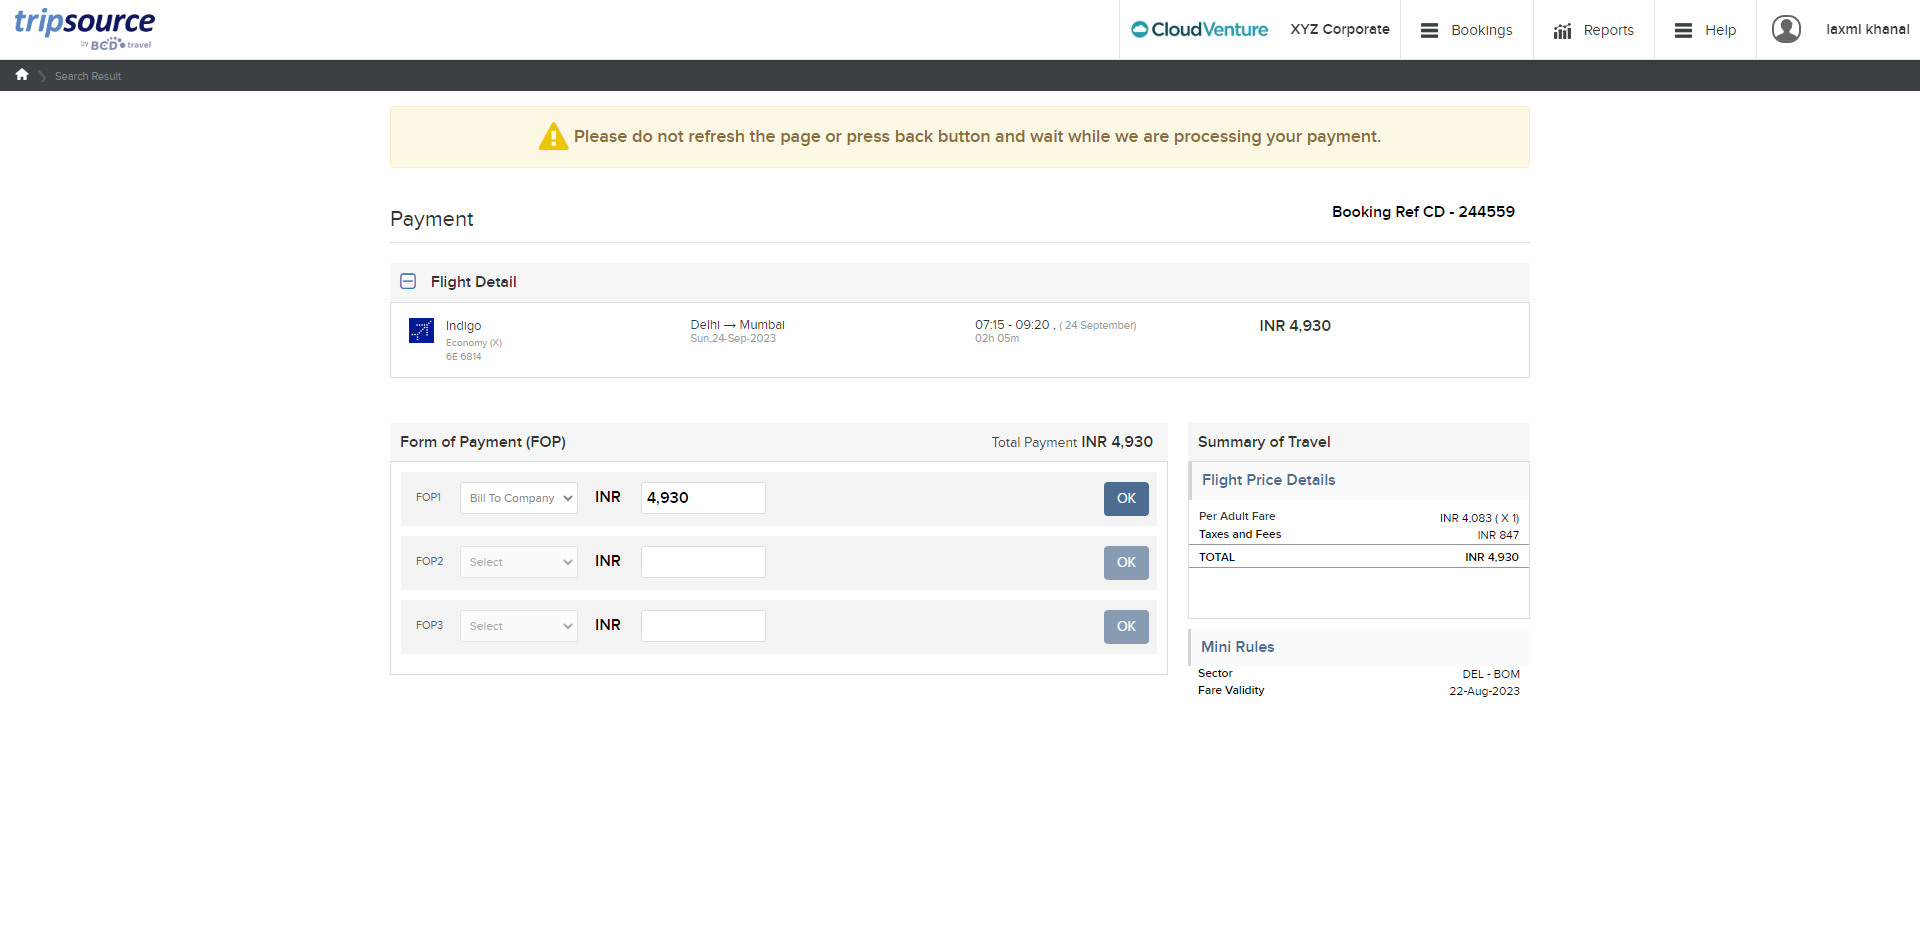 tripsource
by BCD travel
CloudVenture
XYZ Corporate
Bookings
Reports
Help
laxmi khanal
Search Result
Please do not refresh the page or press back button and wait while we are processing your payment.
Payment
Booking Ref CD - 244559
Flight Detail
Indigo
Economy (X)
6E 6814
Delhi → Mumbai
Sun,24-Sep-2023
07:15 - 09:20 , ( 24 September)
02h 05m
INR 4,930
Form of Payment (FOP)
Total Payment INR 4,930
FOP1 Bill To Company INR 4,930 OK
FOP2 Select INR OK
FOP3 Select INR OK
Summary of Travel
Flight Price Details
Per Adult Fare INR 4,083 ( X 1)
Taxes and Fees INR 847
TOTAL INR 4,930
Mini Rules
Sector DEL - BOM
Fare Validity 22-Aug-2023